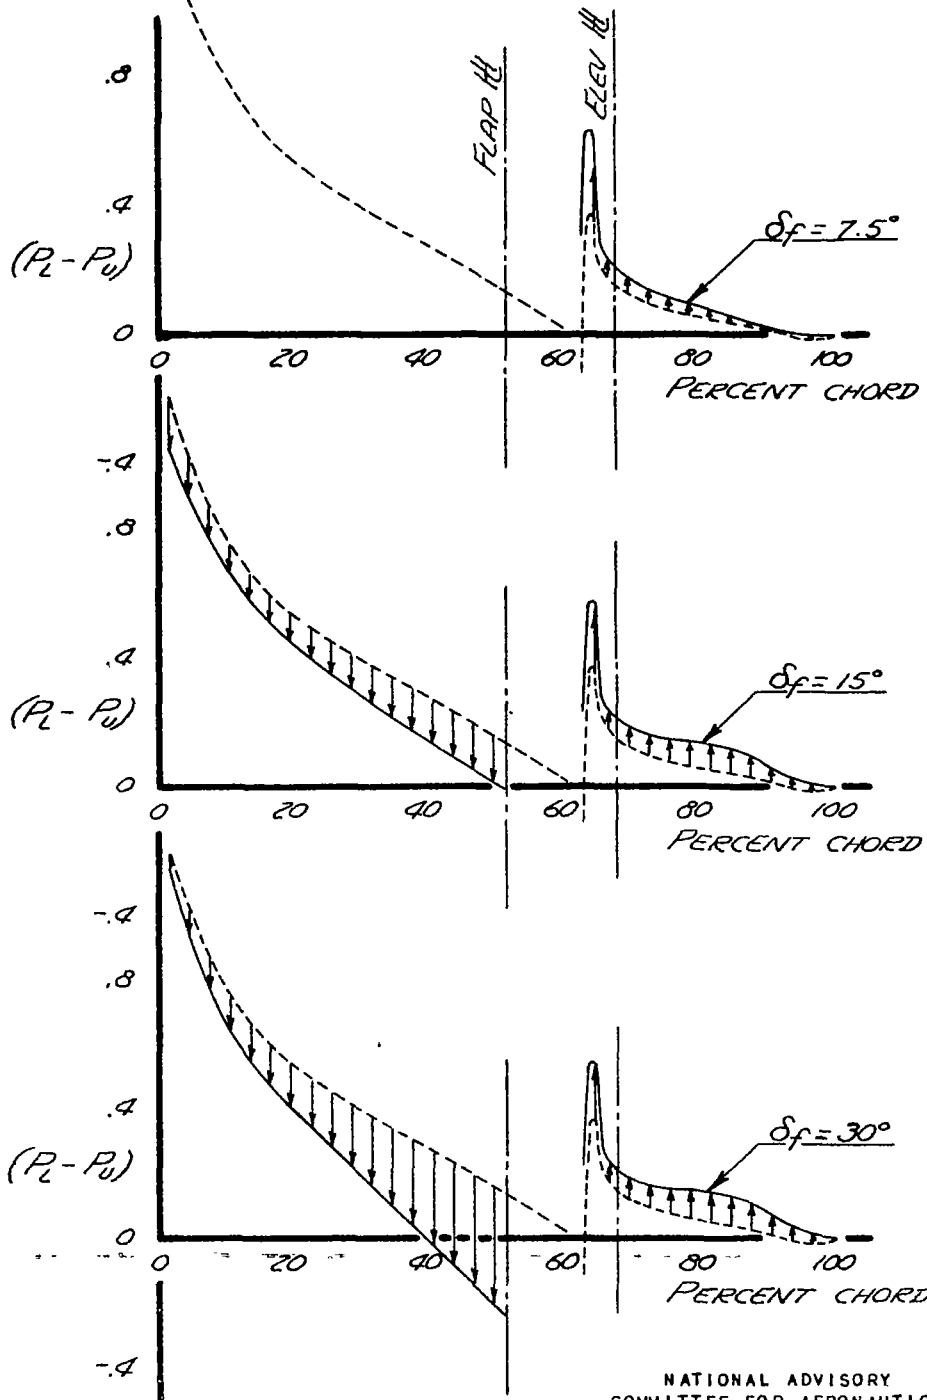 .8
FLAP HL
ELEV HL
.4
δf = 7.5°
(PL - PU)
0
0 20 40 60 80 100
PERCENT CHORD
-.4
.8
.4
δf = 15°
(PL - PU)
0
0 20 40 60 80 100
PERCENT CHORD
-.4
.8
.4
δf = 30°
(PL - PU)
0
0 20 40 60 80 100
PERCENT CHORD
-.4
NATIONAL ADVISORY